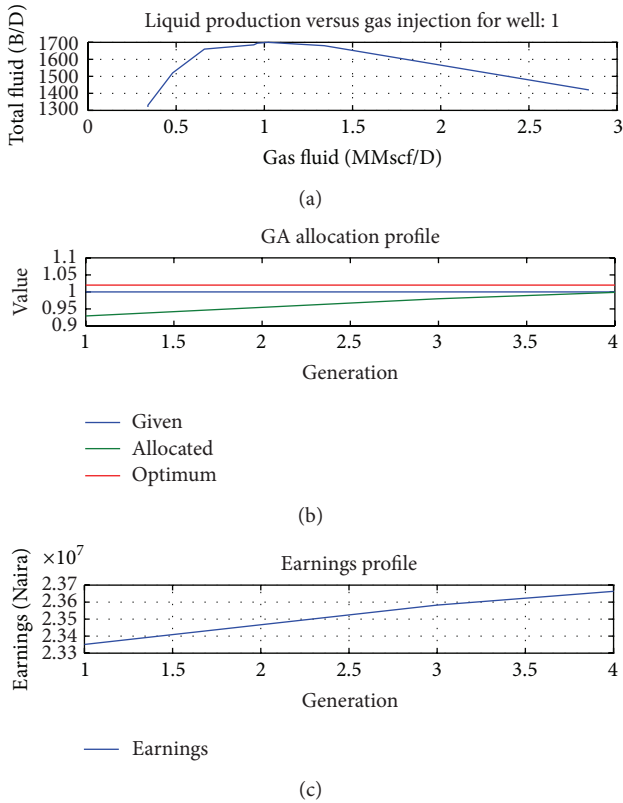 Liquid production versus gas injection for well: 1
Total fluid (B/D)
1700
1600
1500
1400
1300
0 0.5 1 1.5 2 2.5 3
Gas fluid (MMscf/D)
(a)
GA allocation profile
Value
1.1
1.05
1
0.95
0.9
1 1.5 2 2.5 3 3.5 4
Generation
Given
Allocated
Optimum
(b)
×10^7
Earnings profile
Earnings (Naira)
2.37
2.36
2.35
2.34
2.33
1 1.5 2 2.5 3 3.5 4
Generation
Earnings
(c)